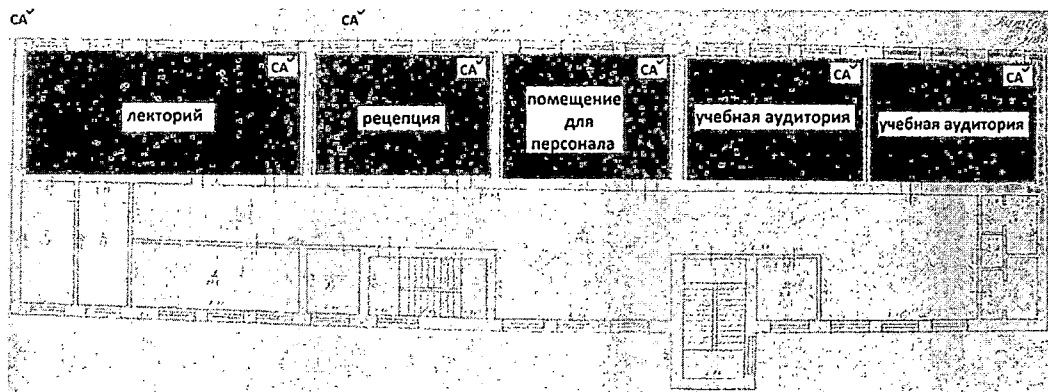 CA
CA
CA
CA
CA
CA
CA
лекторий
рецепция
помещение
для
персонала
учебная аудитория
учебная аудитория